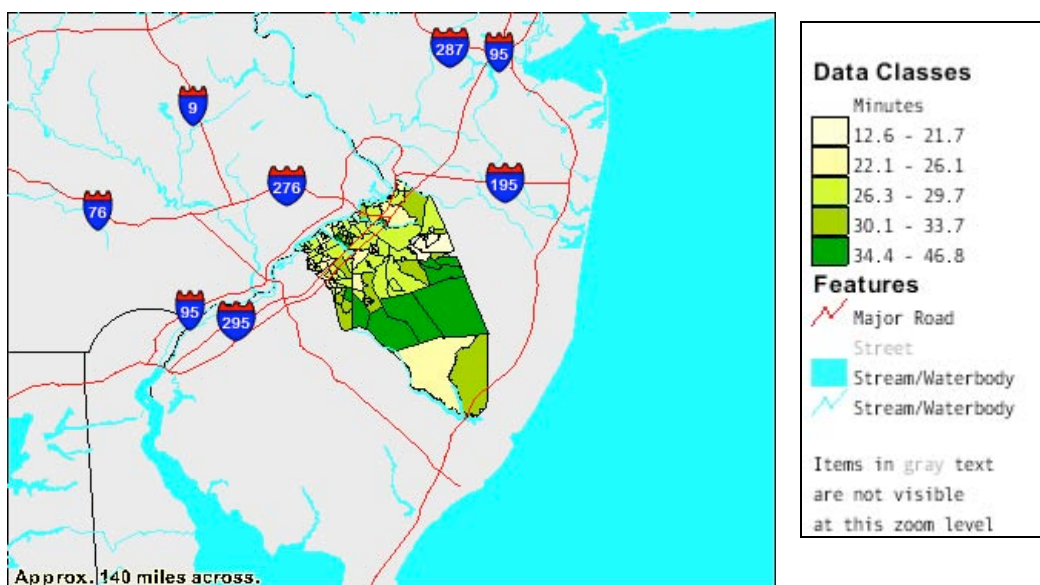 287
95
9
276
195
76
95
295
Approx. 140 miles across.
Data Classes
Minutes
12.6 - 21.7
22.1 - 26.1
26.3 - 29.7
30.1 - 33.7
34.4 - 46.8
Features
Major Road
Street
Stream/Waterbody
Stream/Waterbody
Items in gray text
are not visible
at this zoom level